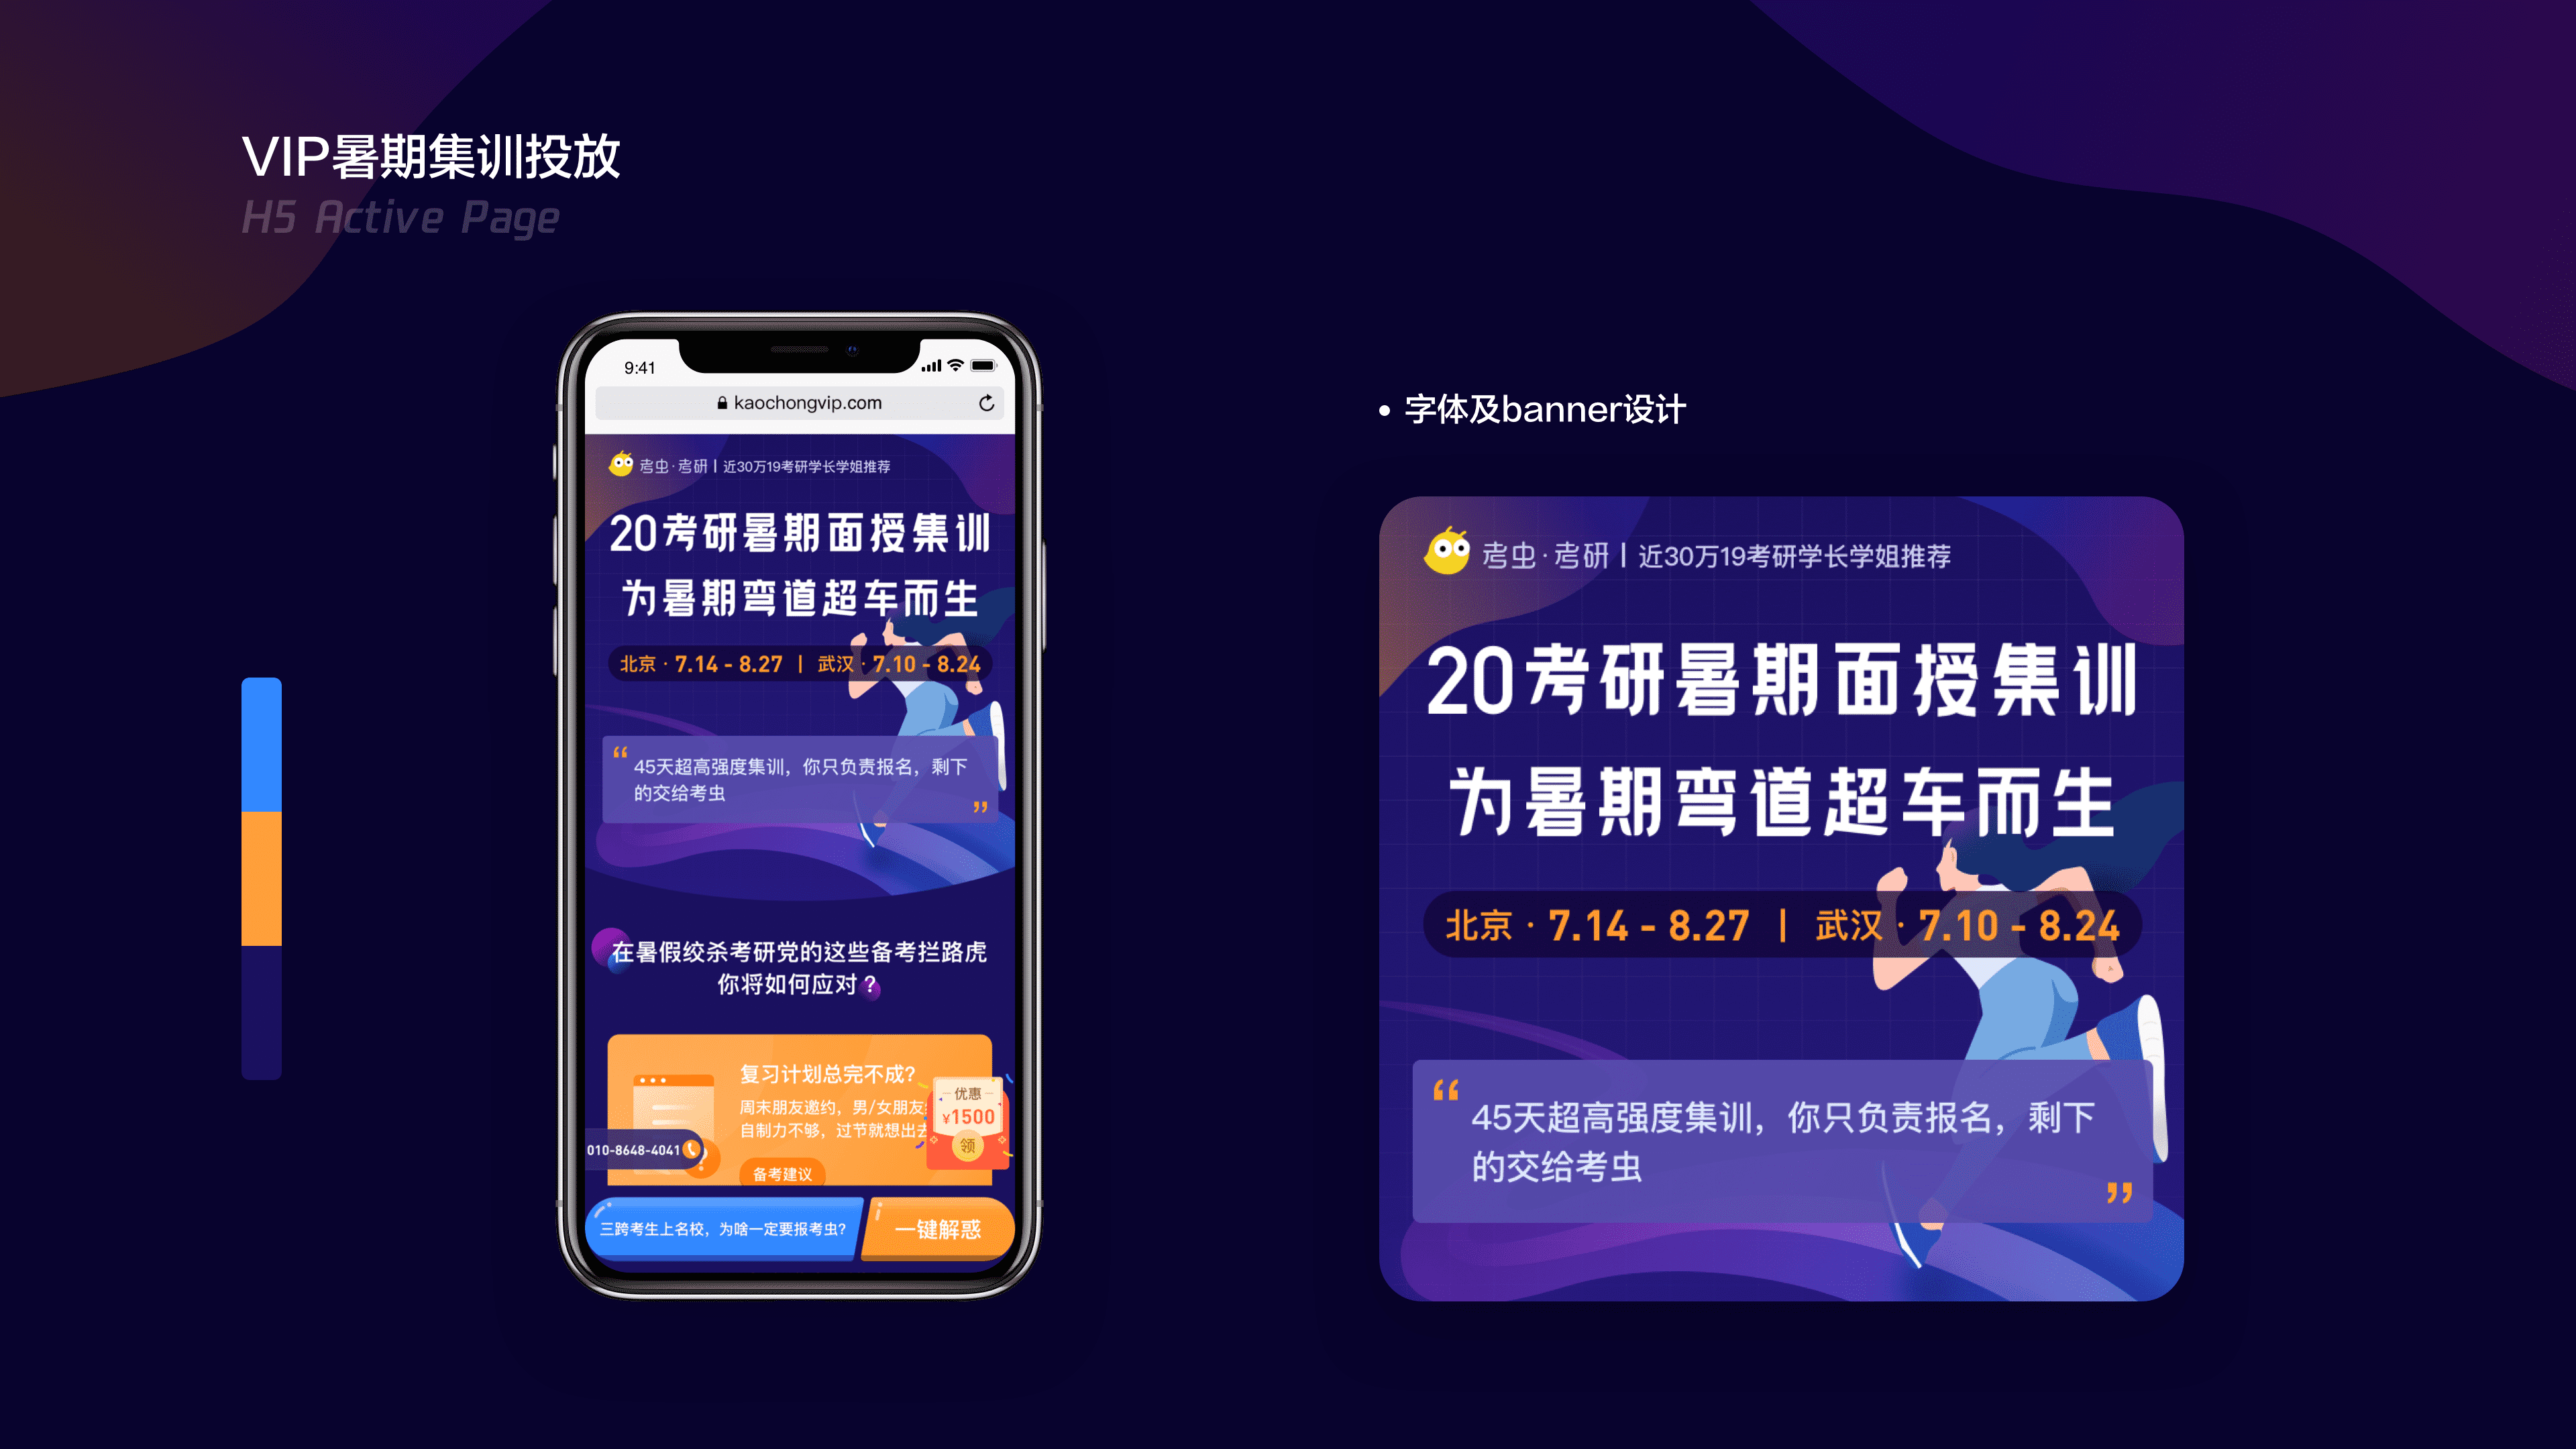 VIP暑期集训投放
H5 Active Page
9:41
kaochongvip.com
考虫·考研 | 近30万19考研学长学姐推荐
20考研暑期面授集训
为暑期弯道超车而生
北京 · 7.14 - 8.27 | 武汉 · 7.10 - 8.24
“
45天超高强度集训，你只负责报名，剩下
的交给考虫
”
在暑假绞杀考研党的这些备考拦路虎
你将如何应对？
复习计划总完不成？
周末朋友邀约，男/女朋友
自制力不够，过节就想出去
优惠
¥1500
领
010-8648-4041
备考建议
三跨考生上名校，为啥一定要报考虫？
一键解惑
• 字体及banner设计
考虫·考研 | 近30万19考研学长学姐推荐
20考研暑期面授集训
为暑期弯道超车而生
北京 · 7.14 - 8.27 | 武汉 · 7.10 - 8.24
“
45天超高强度集训，你只负责报名，剩下
的交给考虫
”